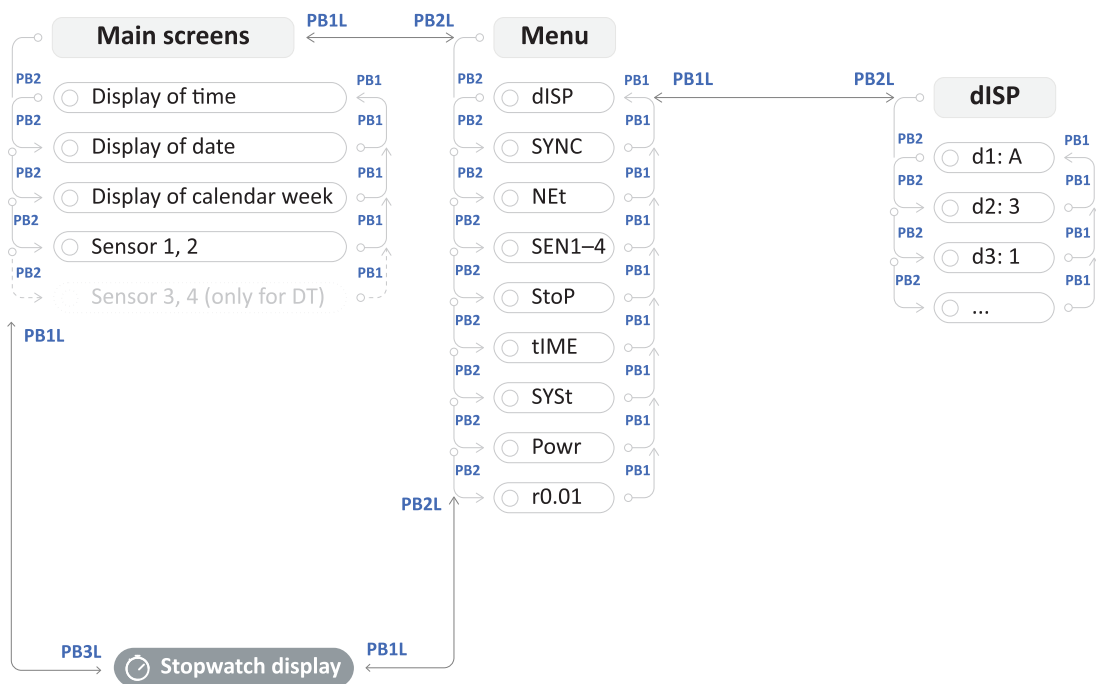 PB1L
PB2L
Main screens
Menu
PB2
PB1
Display of time
PB2
PB1
Display of date
PB2
PB1
Display of calendar week
PB2
PB1
Sensor 1, 2
PB2
PB1
Sensor 3, 4 (only for DT)
PB1L
PB2
PB1
dISP
PB2
PB1
SYNC
PB2
PB1
NEt
PB2
PB1
SEN1–4
PB2
PB1
StoP
PB2
PB1
tIME
PB2
PB1
SYSt
PB2
PB1
Powr
PB2
PB1
r0.01
PB2L
PB1L
PB2L
dISP
PB2
PB1
d1: A
PB2
PB1
d2: 3
PB2
PB1
d3: 1
PB2
PB1
...
PB3L
Stopwatch display
PB1L